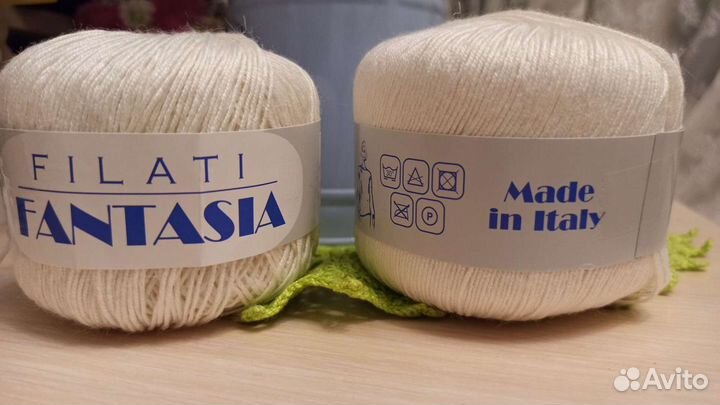 FILATI
FANTASIA
Made
in Italy
P
Avito